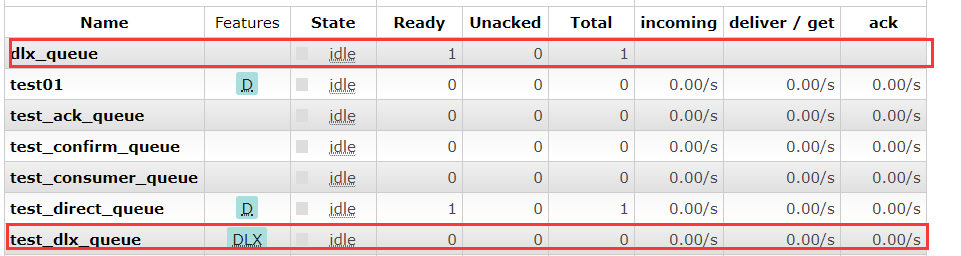 Name Features State Ready Unacked Total incoming deliver / get ack
dlx_queue idle 1 0 1
test01 D idle 0 0 0 0.00/s 0.00/s 0.00/s
test_ack_queue idle 0 0 0 0.00/s 0.00/s 0.00/s
test_confirm_queue idle 0 0 0 0.00/s 0.00/s 0.00/s
test_consumer_queue idle 0 0 0 0.00/s 0.00/s 0.00/s
test_direct_queue D idle 1 0 1 0.00/s 0.00/s 0.00/s
test_dlx_queue DLX idle 0 0 0 0.00/s 0.00/s 0.00/s